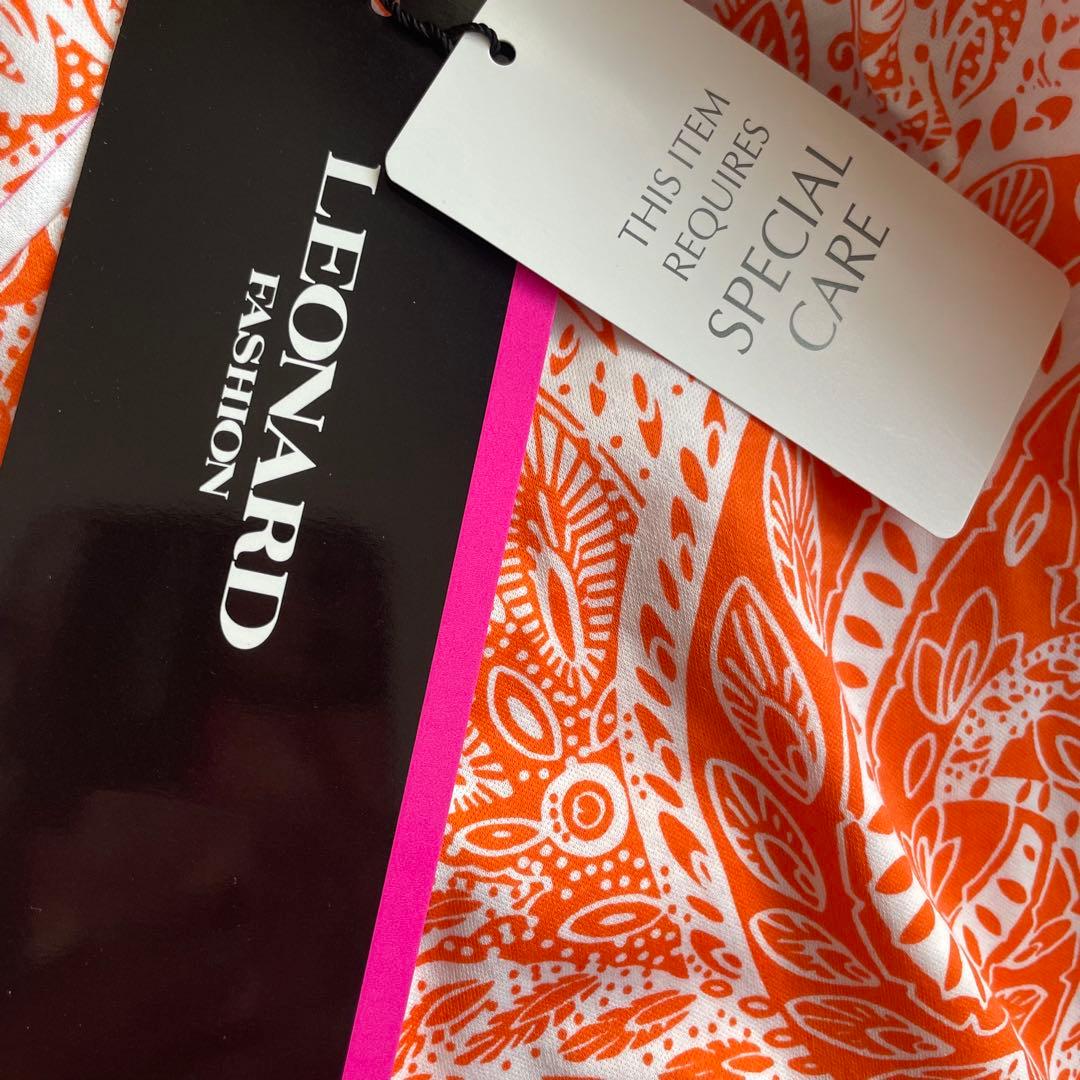 LEONARD
FASHION
THIS ITEM
REQUIRES
SPECIAL
CARE